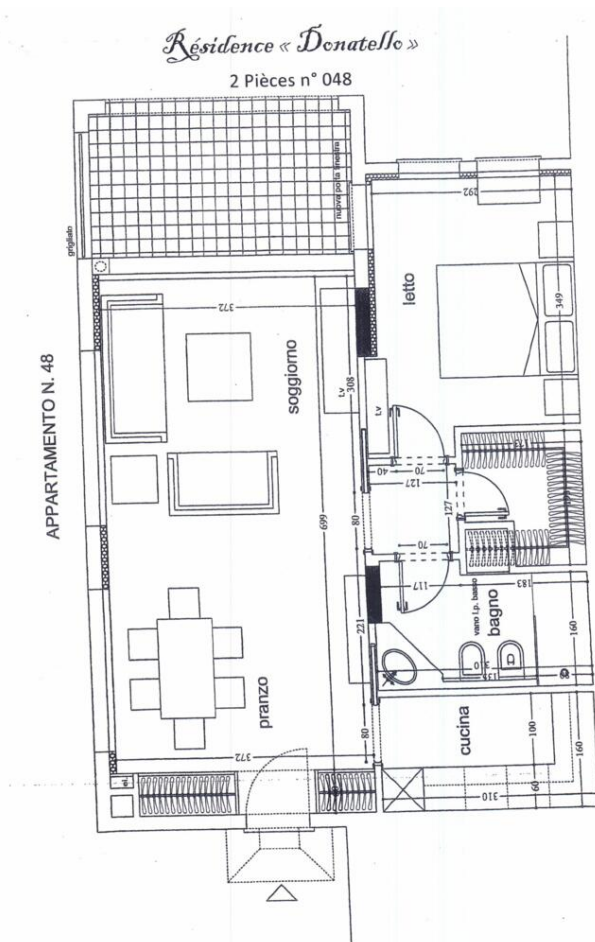 Résidence « Donatello »
2 Pièces n° 048
nuova porta finestra
grigliato
292
letto
349
372
soggiorno
APPARTAMENTO N. 48
t.v
308
t.v
40
70
127
127
699
80
70
117
183
vano l.p. basso
bagno
221
160
310
pranzo
cucina
80
372
100
160
60
310